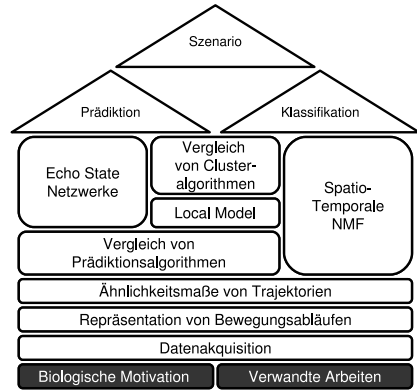 Szenario
Prädiktion
Klassifikation
Echo State
Netzwerke
Vergleich
von Cluster-
algorithmen
Local Model
Spatio-
Temporale
NMF
Vergleich von
Prädiktionsalgorithmen
Ähnlichkeitsmaße von Trajektorien
Repräsentation von Bewegungsabläufen
Datenakquisition
Biologische Motivation
Verwandte Arbeiten